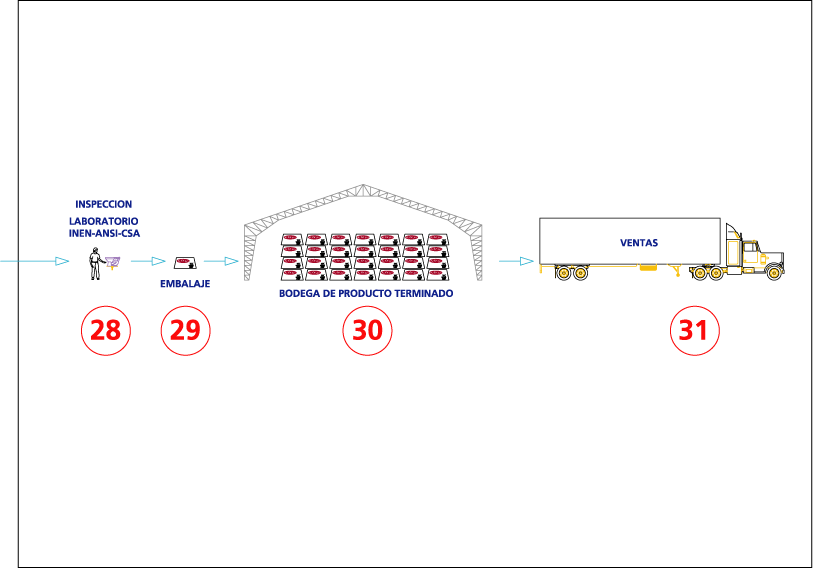 INSPECCION
LABORATORIO
INEN-ANSI-CSA
EMBALAJE
BODEGA DE PRODUCTO TERMINADO
VENTAS
28
29
30
31